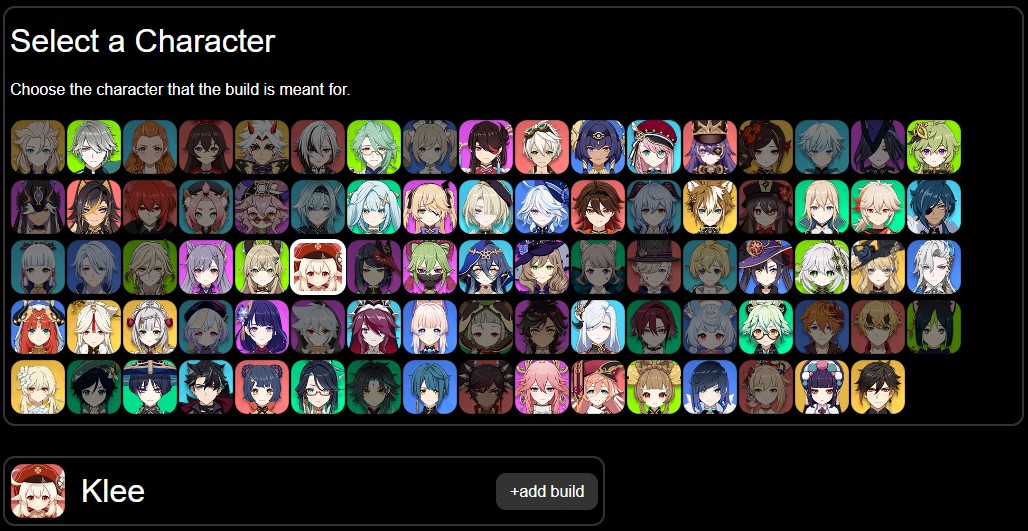 Select a Character
Choose the character that the build is meant for.
Klee
+add build